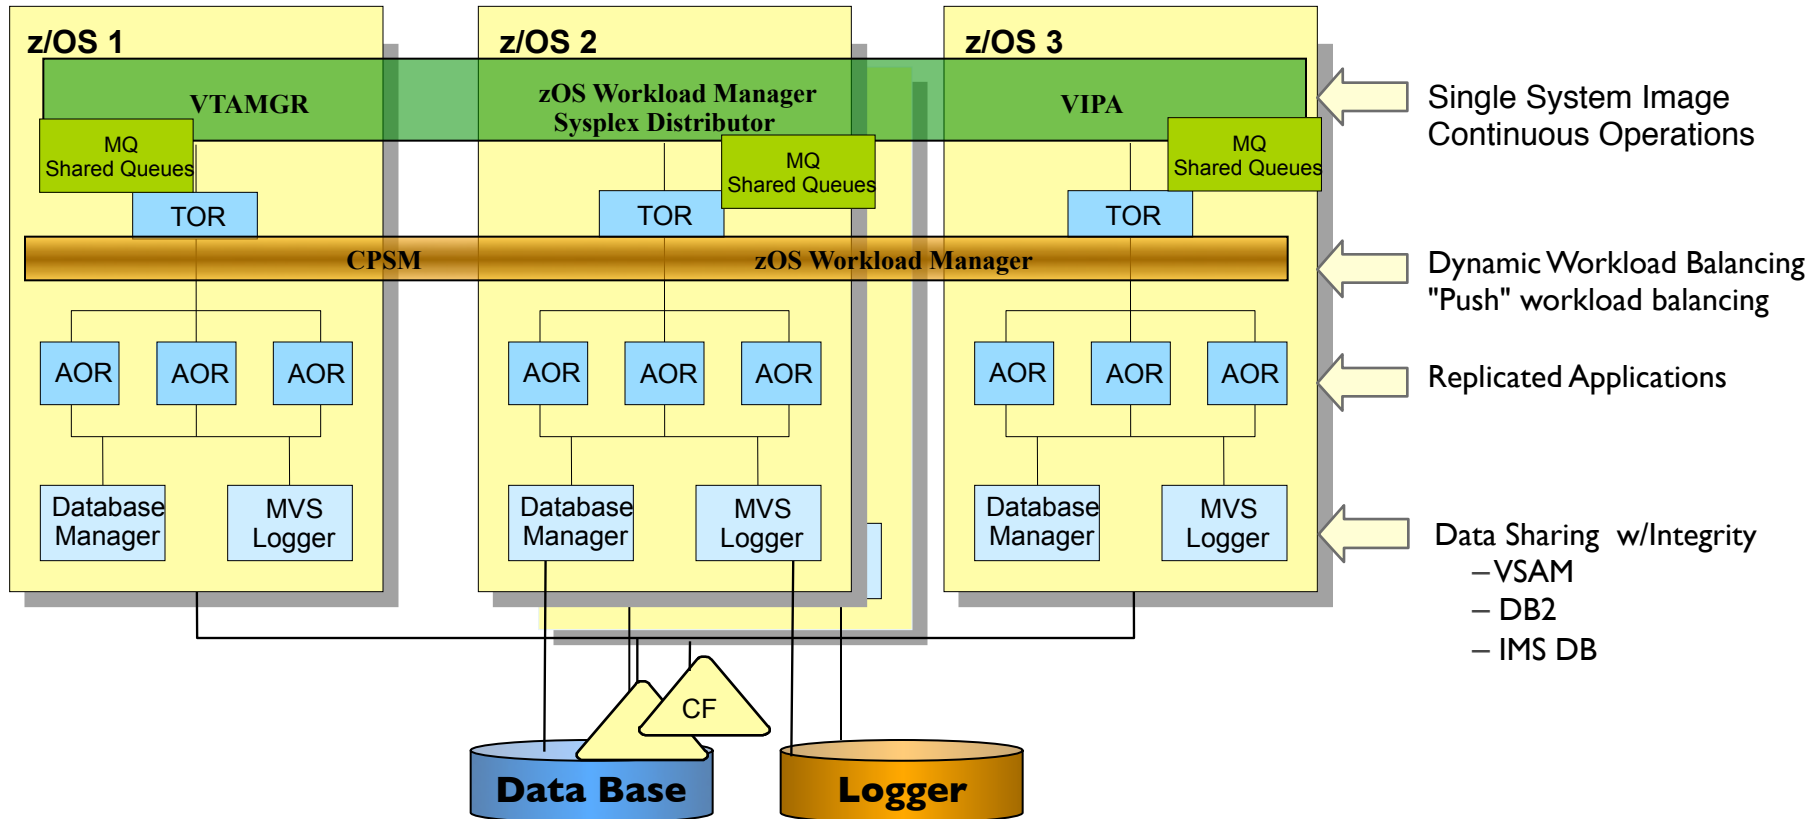 z/OS 1
z/OS 2
z/OS 3
VTAMGR
zOS Workload Manager
Sysplex Distributor
VIPA
MQ
Shared Queues
MQ
Shared Queues
MQ
Shared Queues
Single System Image
Continuous Operations
TOR
TOR
TOR
CPSM
zOS Workload Manager
Dynamic Workload Balancing
"Push" workload balancing
AOR
AOR
AOR
AOR
AOR
AOR
AOR
AOR
AOR
Replicated Applications
Database
Manager
MVS
Logger
Database
Manager
MVS
Logger
Database
Manager
MVS
Logger
Data Sharing w/Integrity
– VSAM
– DB2
– IMS DB
CF
Data Base
Logger